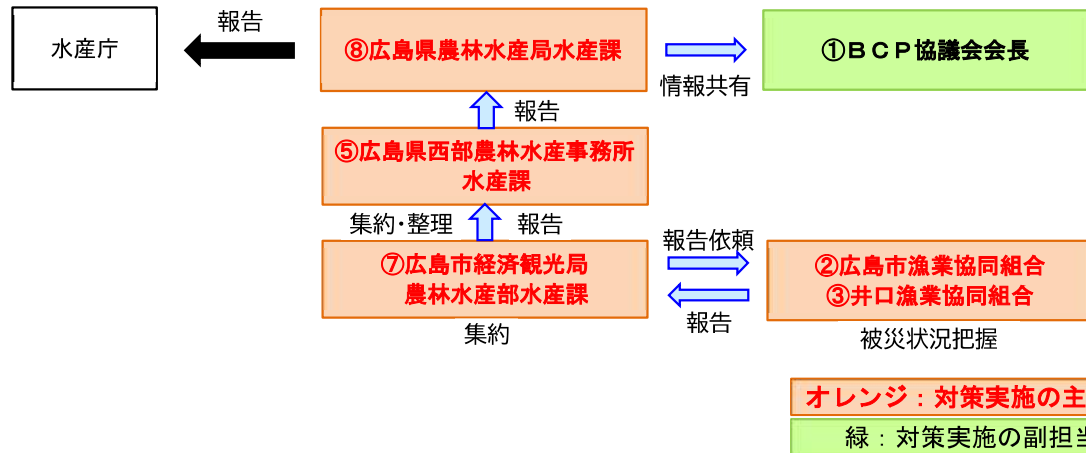 報告
水産庁
⑧広島県農林水産局水産課
①ＢＣＰ協議会会長
情報共有
報告
⑤広島県西部農林水産事務所
水産課
集約・整理
報告
報告依頼
⑦広島市経済観光局
農林水産部水産課
②広島市漁業協同組合
③井口漁業協同組合
報告
集約
被災状況把握
オレンジ：対策実施の主
緑：対策実施の副担当